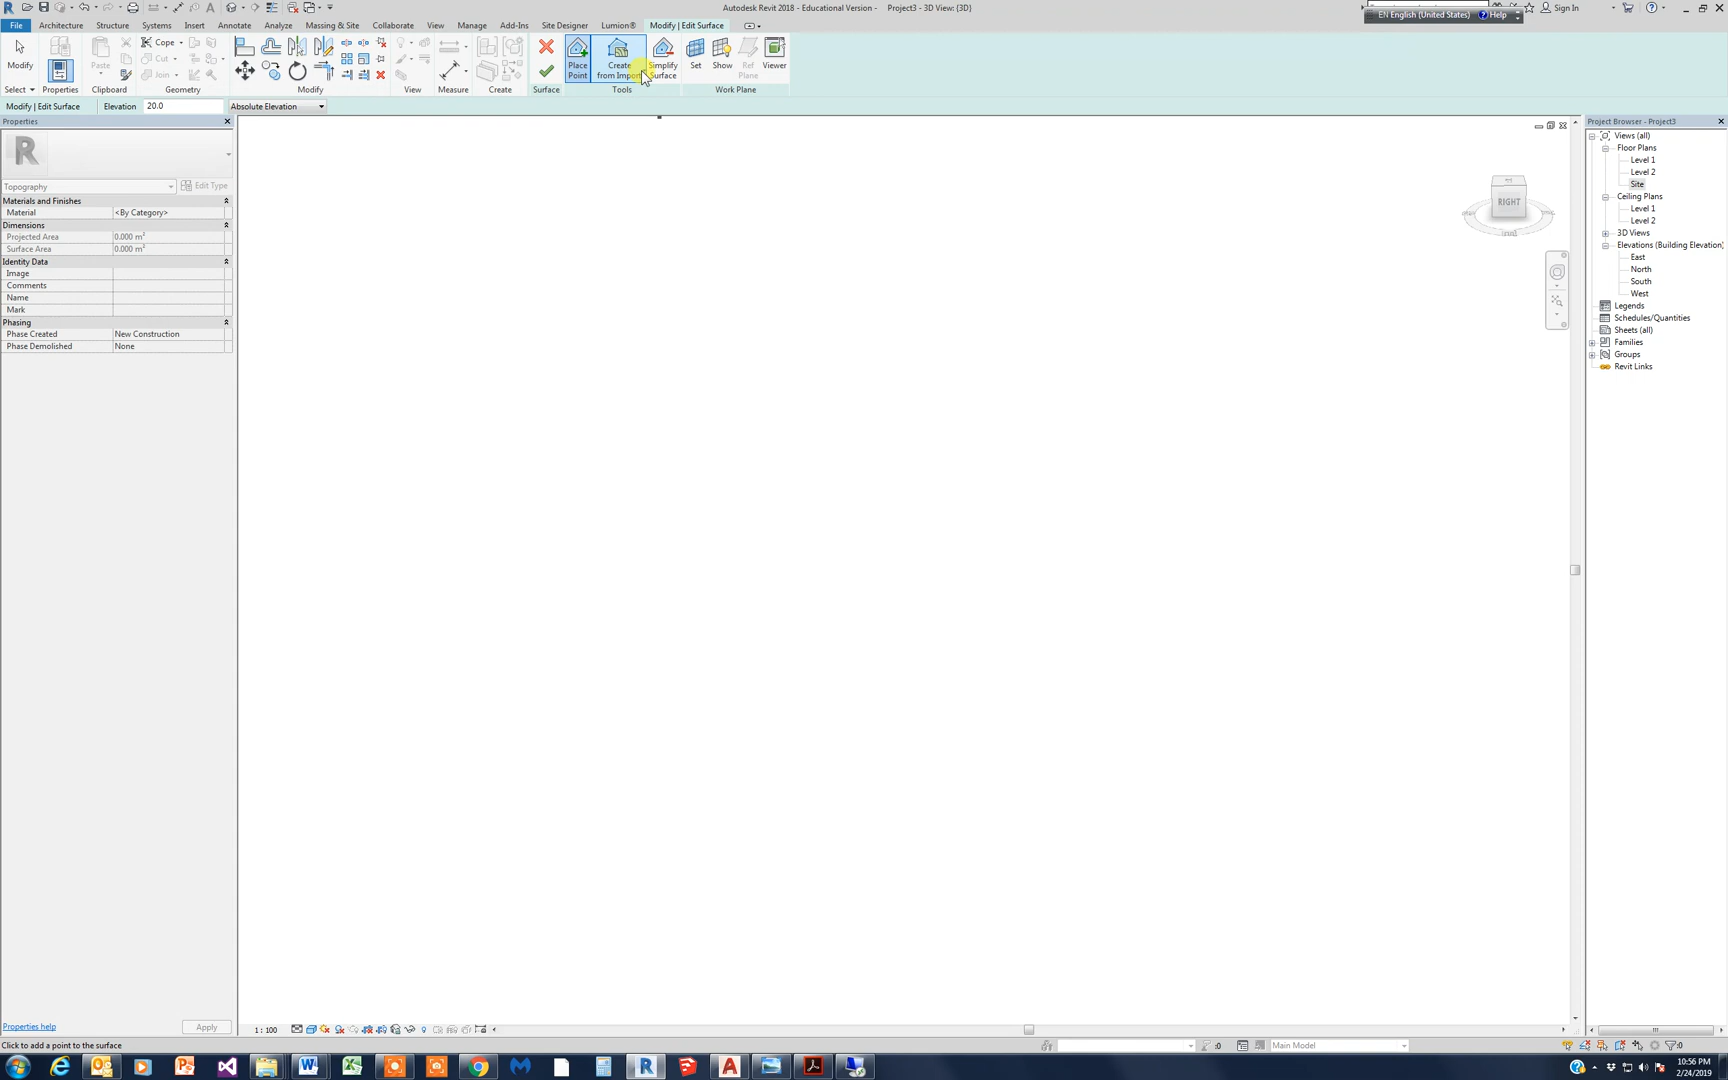 Autodesk Revit 2018 - Educational Version - Project3 - 3D View: {3D}
Sign In
EN English (United States) Help
File Architecture Structure Systems Insert Annotate Analyze Massing & Site Collaborate View Manage Add-Ins Site Designer Lumion® Modify | Edit Surface
Modify
Paste
Cope
Cut
Join
Place Point
Create from Import
Simplify Surface
Set
Show
Ref Plane
Viewer
Select Properties Clipboard Geometry Modify View Measure Create Surface Tools Work Plane
Modify | Edit Surface Elevation 20.0 Absolute Elevation
Properties
R
Topography Edit Type
Materials and Finishes
Material <By Category>
Dimensions
Projected Area 0.000 m²
Surface Area 0.000 m²
Identity Data
Image
Comments
Name
Mark
Phasing
Phase Created New Construction
Phase Demolished None
Properties help Apply
RIGHT
Project Browser - Project3
Views (all)
Floor Plans
Level 1
Level 2
Site
Ceiling Plans
Level 1
Level 2
3D Views
Elevations (Building Elevation)
East
North
South
West
Legends
Schedules/Quantities
Sheets (all)
Families
Groups
Revit Links
1 : 100
Click to add a point to the surface
:0 Main Model :0
10:56 PM
2/24/2019